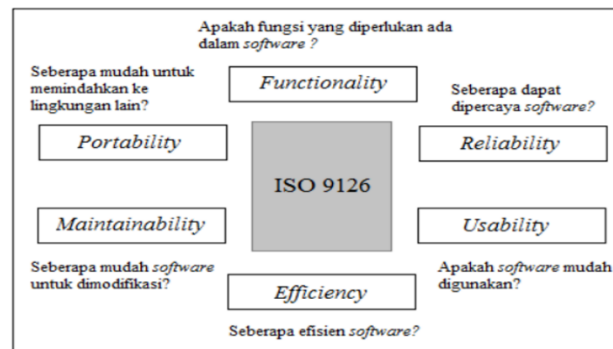 Apakah fungsi yang diperlukan ada
dalam software ?
Functionality
Seberapa mudah untuk
memindahkan ke
lingkungan lain?
Portability
Seberapa dapat
dipercaya software?
Reliability
ISO 9126
Maintainability
Seberapa mudah software
untuk dimodifikasi?
Usability
Apakah software mudah
digunakan?
Efficiency
Seberapa efisien software?